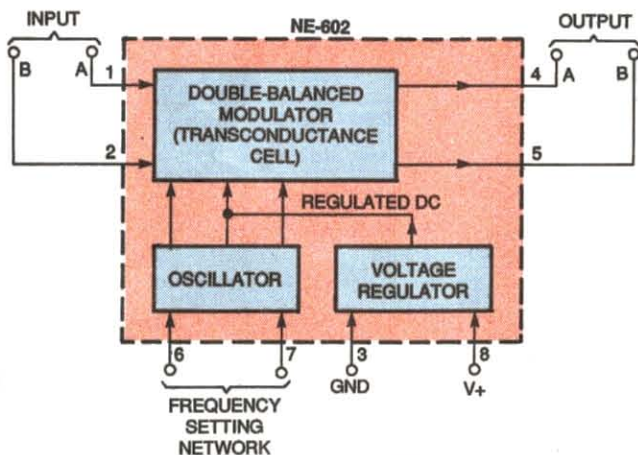 INPUT
NE-602
OUTPUT
B
A
1
4
A
B
DOUBLE-BALANCED
MODULATOR
(TRANSCONDUCTANCE
CELL)
2
5
REGULATED DC
OSCILLATOR
VOLTAGE
REGULATOR
6
7
3
8
GND
V+
FREQUENCY
SETTING
NETWORK